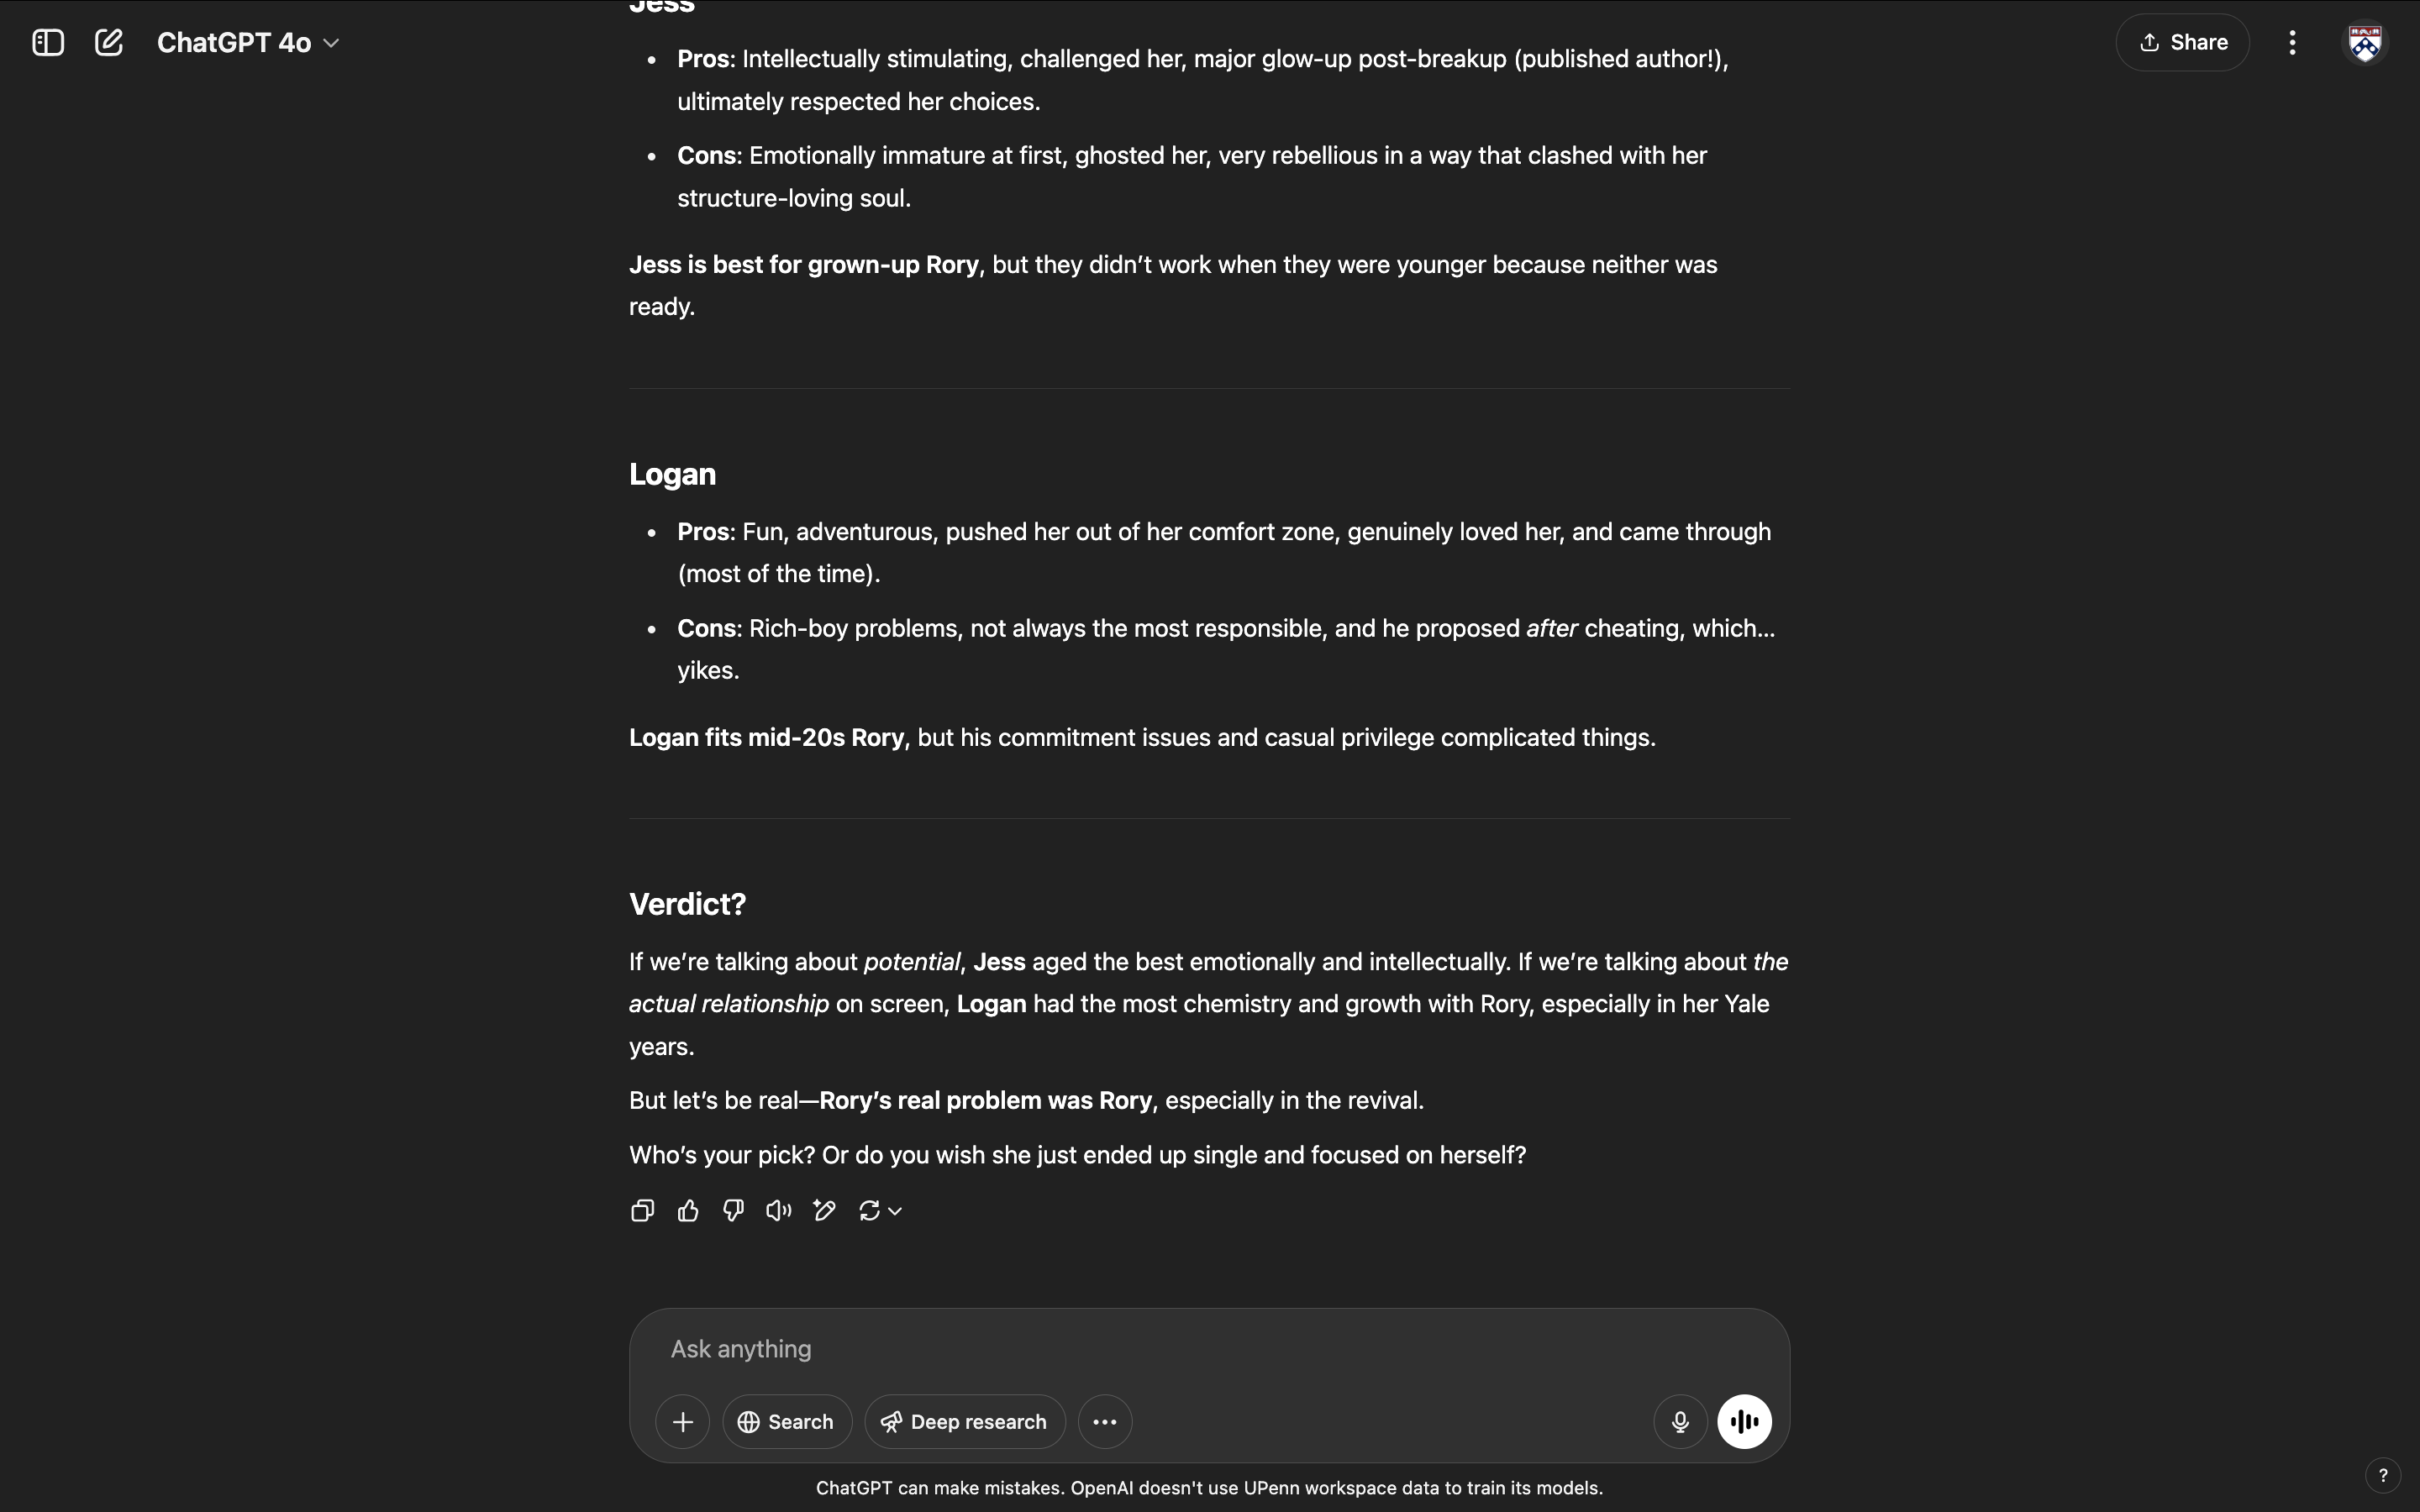 Jess
ChatGPT 4o
Share
• Pros: Intellectually stimulating, challenged her, major glow-up post-breakup (published author!),
ultimately respected her choices.
• Cons: Emotionally immature at first, ghosted her, very rebellious in a way that clashed with her
structure-loving soul.
Jess is best for grown-up Rory, but they didn’t work when they were younger because neither was
ready.
Logan
• Pros: Fun, adventurous, pushed her out of her comfort zone, genuinely loved her, and came through
(most of the time).
• Cons: Rich-boy problems, not always the most responsible, and he proposed after cheating, which…
yikes.
Logan fits mid-20s Rory, but his commitment issues and casual privilege complicated things.
Verdict?
If we’re talking about potential, Jess aged the best emotionally and intellectually. If we’re talking about the
actual relationship on screen, Logan had the most chemistry and growth with Rory, especially in her Yale
years.
But let’s be real—Rory’s real problem was Rory, especially in the revival.
Who’s your pick? Or do you wish she just ended up single and focused on herself?
Ask anything
Search
Deep research
ChatGPT can make mistakes. OpenAI doesn't use UPenn workspace data to train its models.
?